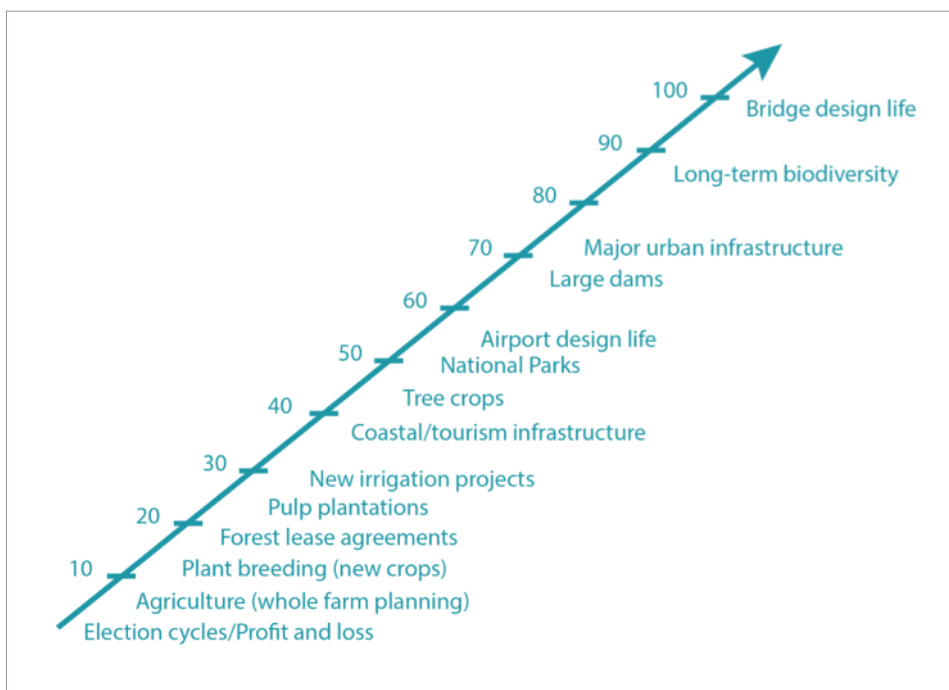 100
Bridge design life
90
Long-term biodiversity
80
Major urban infrastructure
70
Large dams
60
Airport design life
50
National Parks
Tree crops
40
Coastal/tourism infrastructure
30
New irrigation projects
Pulp plantations
20
Forest lease agreements
10
Plant breeding (new crops)
Agriculture (whole farm planning)
Election cycles/Profit and loss